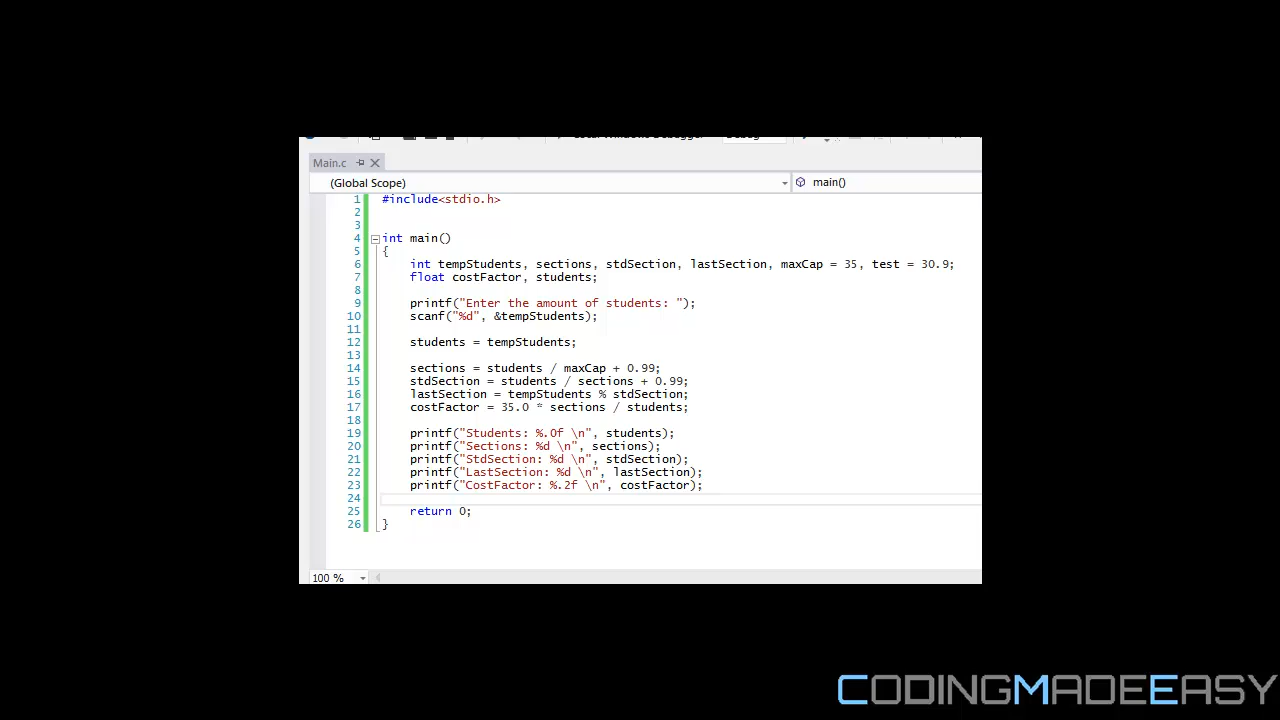 Main.c
(Global Scope) main()
1 #include<stdio.h>
2
3
4 int main()
5 {
6 int tempStudents, sections, stdSection, lastSection, maxCap = 35, test = 30.9;
7 float costFactor, students;
8
9 printf("Enter the amount of students: ");
10 scanf("%d", &tempStudents);
11
12 students = tempStudents;
13
14 sections = students / maxCap + 0.99;
15 stdSection = students / sections + 0.99;
16 lastSection = tempStudents % stdSection;
17 costFactor = 35.0 * sections / students;
18
19 printf("Students: %.0f \n", students);
20 printf("Sections: %d \n", sections);
21 printf("StdSection: %d \n", stdSection);
22 printf("LastSection: %d \n", lastSection);
23 printf("CostFactor: %.2f \n", costFactor);
24
25 return 0;
26 }
100 %
CODINGMADEEASY